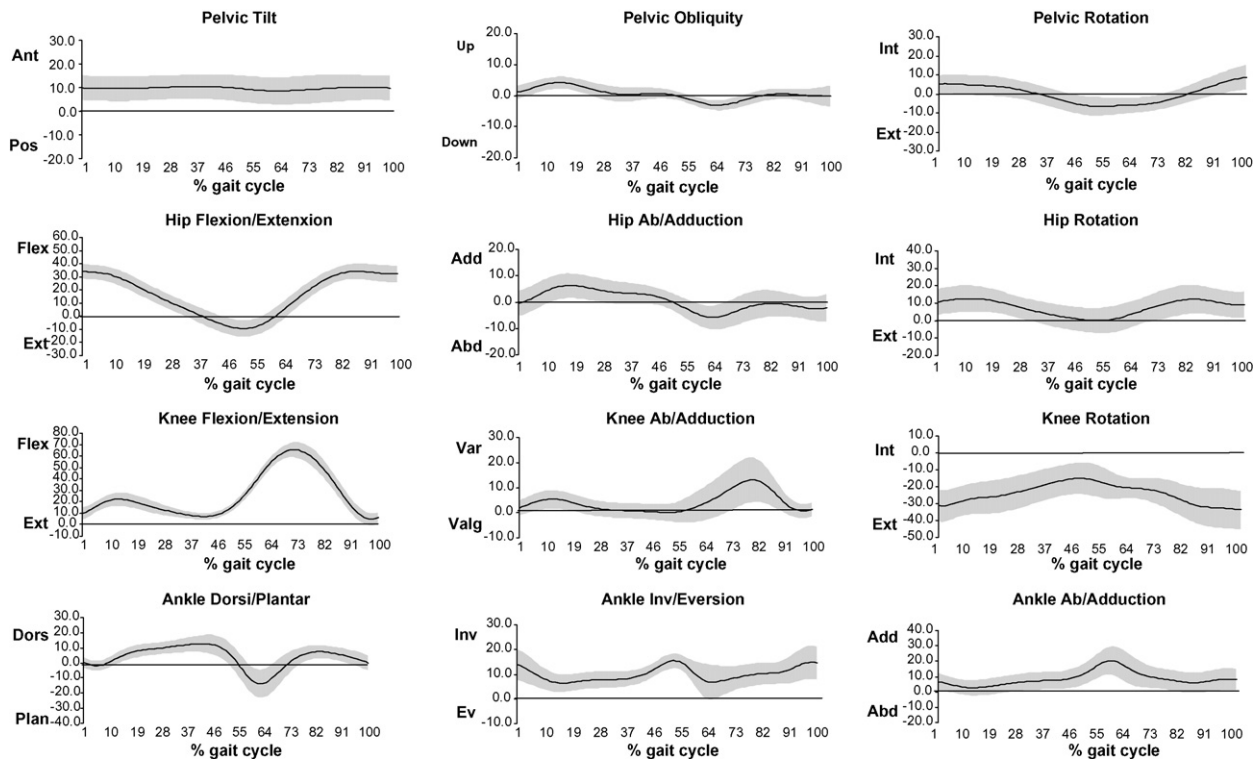 Pelvic Tilt
30.0
Ant
20.0
10.0
0.0
-10.0
Pos
-20.0
1 10 19 28 37 46 55 64 73 82 91 100
% gait cycle
Pelvic Obliquity
20.0
Up
10.0
0.0
-10.0
Down
-20.0
1 10 19 28 37 46 55 64 73 82 91 100
% gait cycle
Pelvic Rotation
30.0
Int
20.0
10.0
0.0
-10.0
Ext
-20.0
-30.0
1 10 19 28 37 46 55 64 73 82 91 100
% gait cycle
Hip Flexion/Extenxion
60.0
Flex
50.0
40.0
30.0
20.0
10.0
0.0
-10.0
Ext
-20.0
-30.0
1 10 19 28 37 46 55 64 73 82 91 100
% gait cycle
Hip Ab/Adduction
20.0
Add
10.0
0.0
-10.0
Abd
-20.0
1 10 19 28 37 46 55 64 73 82 91 100
% gait cycle
Hip Rotation
40.0
Int
30.0
20.0
10.0
0.0
Ext
-10.0
-20.0
1 10 19 28 37 46 55 64 73 82 91 100
% gait cycle
Knee Flexion/Extension
80.0
Flex
70.0
60.0
50.0
40.0
30.0
20.0
10.0
Ext
0.0
-10.0
1 10 19 28 37 46 55 64 73 82 91 100
% gait cycle
Knee Ab/Adduction
30.0
Var
20.0
10.0
0.0
Valg
-10.0
1 10 19 28 37 46 55 64 73 82 91 100
% gait cycle
Knee Rotation
10.0
Int
0.0
-10.0
-20.0
-30.0
Ext
-40.0
-50.0
1 10 19 28 37 46 55 64 73 82 91 100
% gait cycle
Ankle Dorsi/Plantar
30.0
Dors
20.0
10.0
0.0
-10.0
-20.0
-30.0
Plan
-40.0
1 10 19 28 37 46 55 64 73 82 91 100
% gait cycle
Ankle Inv/Eversion
30.0
Inv
20.0
10.0
0.0
Ev
-10.0
1 10 19 28 37 46 55 64 73 82 91 100
% gait cycle
Ankle Ab/Adduction
40.0
Add
30.0
20.0
10.0
0.0
Abd
-10.0
-20.0
1 10 19 28 37 46 55 64 73 82 91 100
% gait cycle